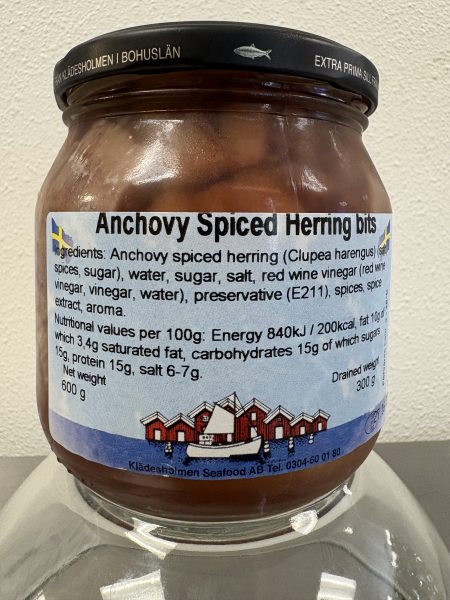 KLÄDESHOLMEN I BOHUSLÄN
EXTRA PRIMA SILL
Anchovy Spiced Herring bits
Ingredients: Anchovy spiced herring (Clupea harengus)
spices, sugar), water, sugar, salt, red wine vinegar (red wine
vinegar, vinegar, water), preservative (E211), spices, spice
extract, aroma.
Nutritional values per 100g: Energy 840kJ / 200kcal, fat 10g of
which 3,4g saturated fat, carbohydrates 15g of which sugars
15g, protein 15g, salt 6-7g.
Net weight
600 g
Drained weight
300 g
Klädesholmen Seafood AB Tel. 0304-60 01 80